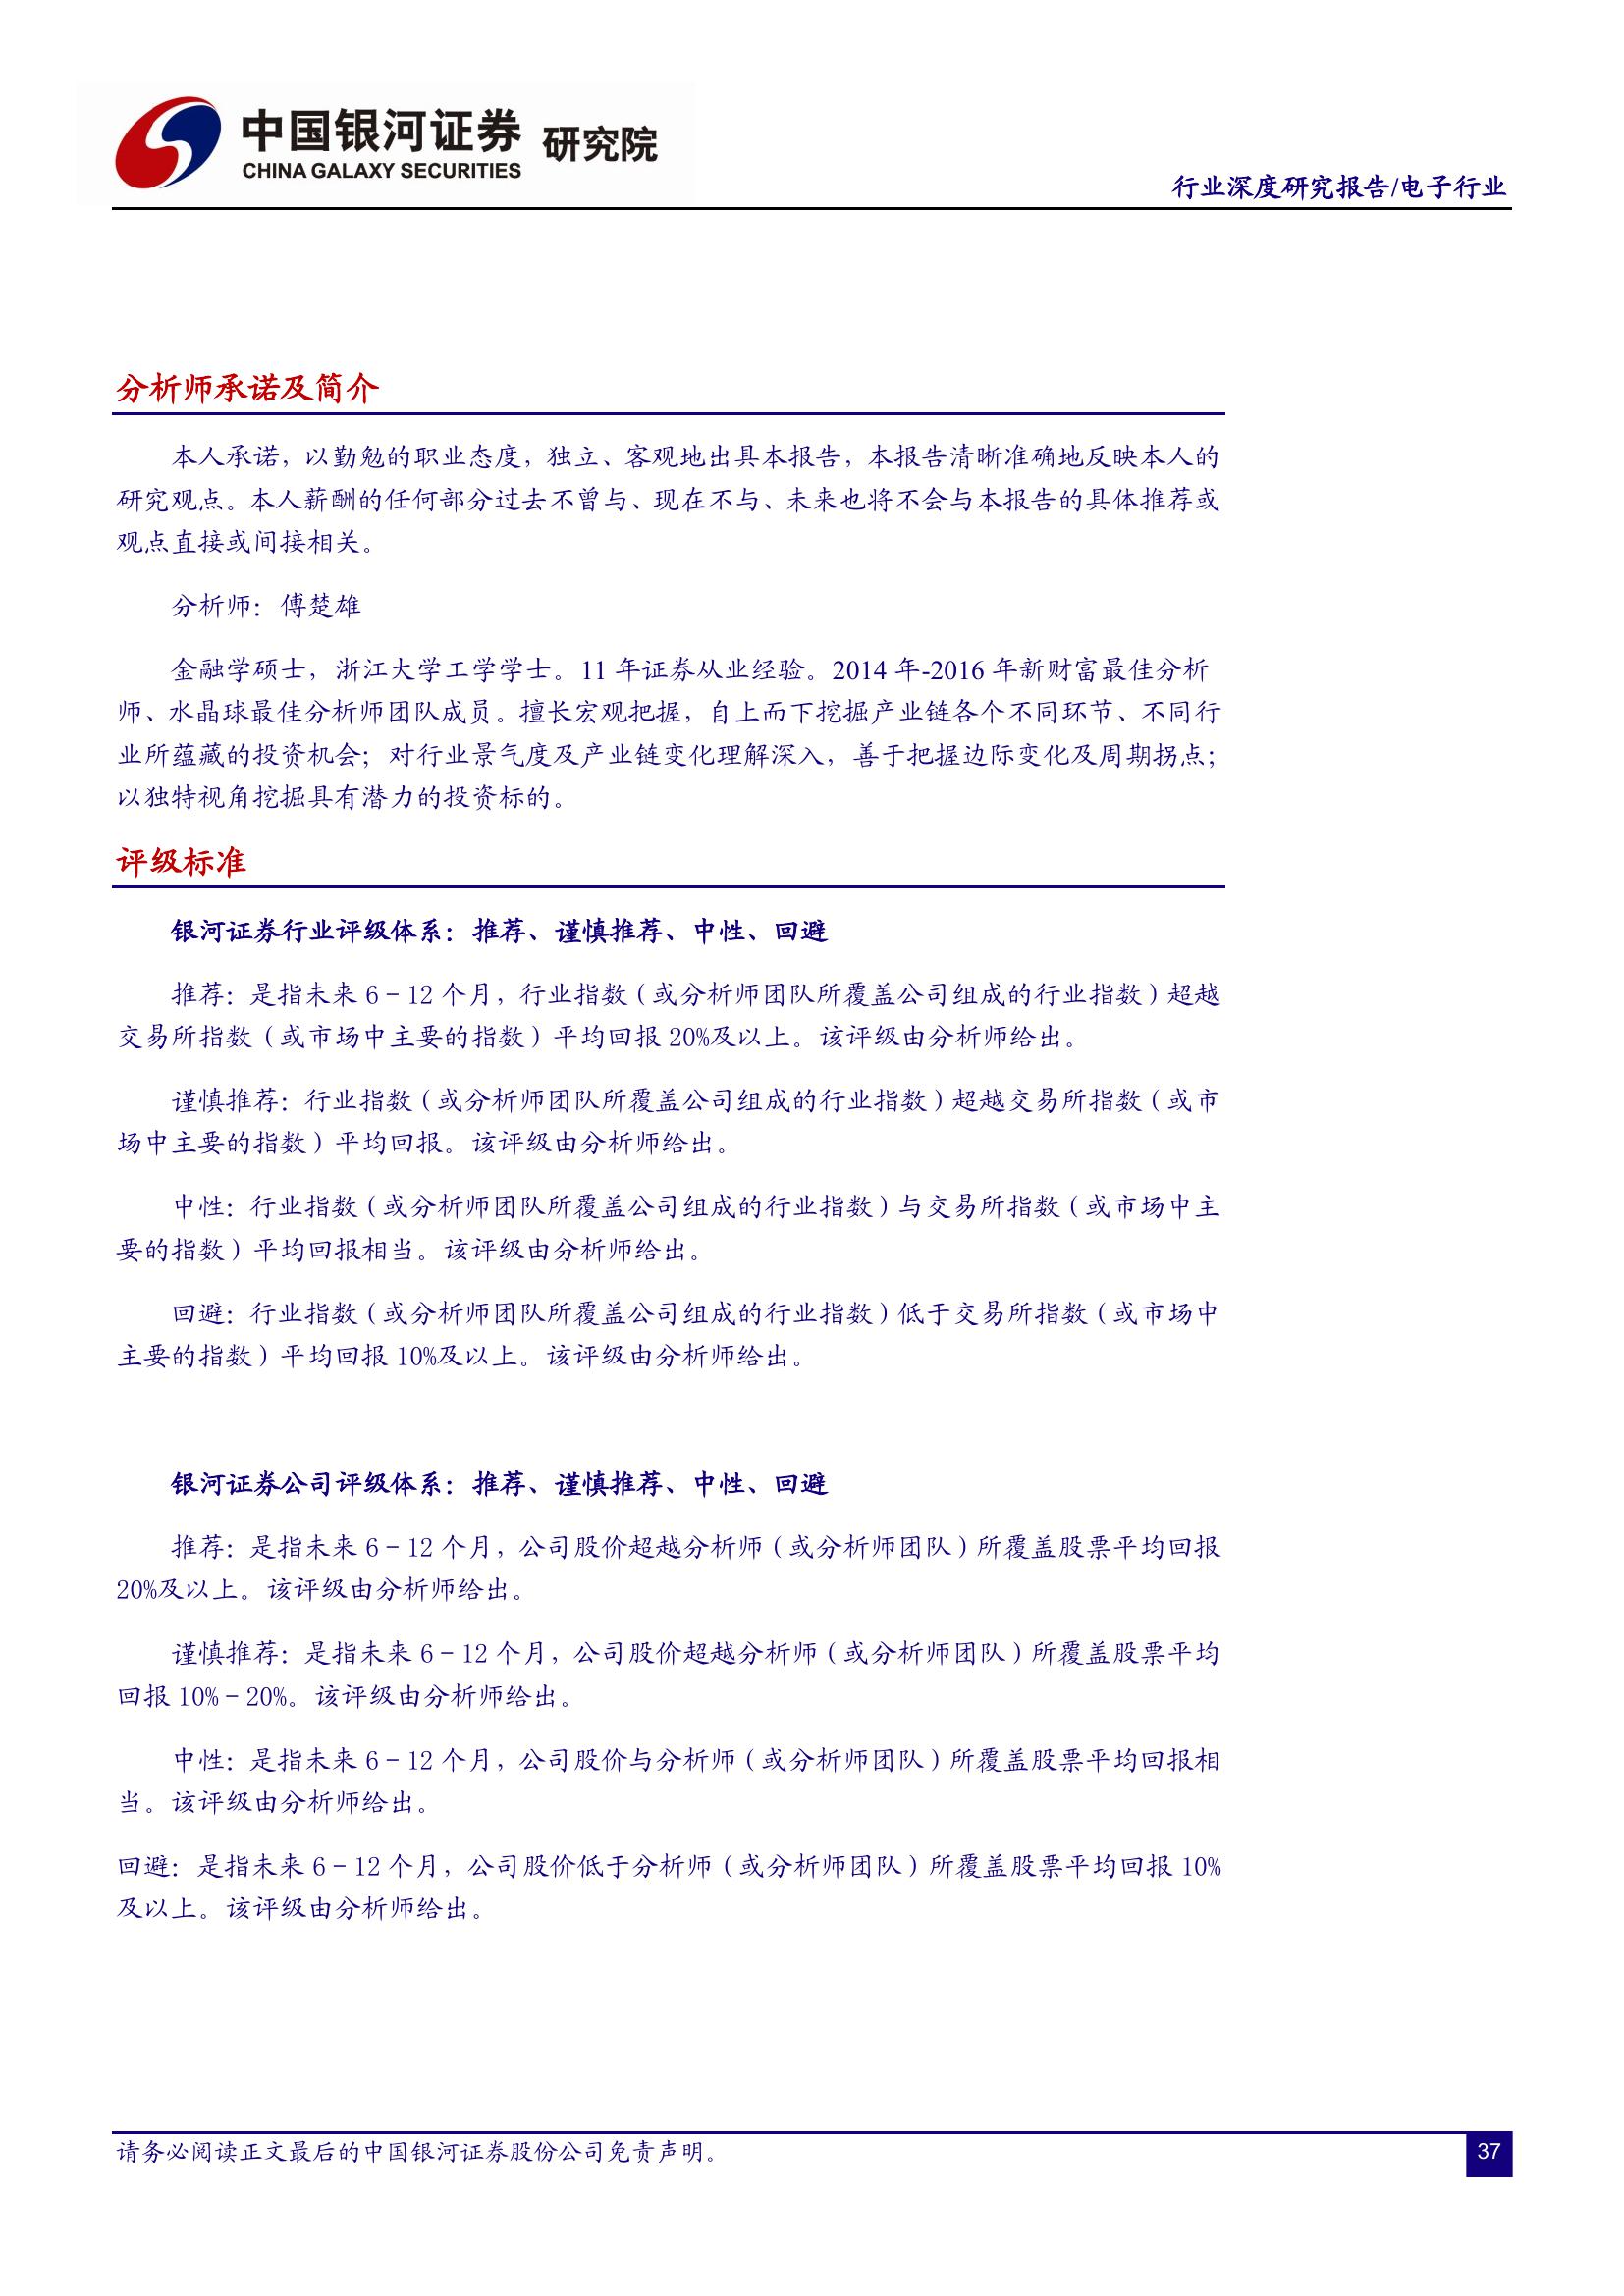 中国银河证券 研究院
CHINA GALAXY SECURITIES
行业深度研究报告/电子行业
分析师承诺及简介
本人承诺，以勤勉的职业态度，独立、客观地出具本报告，本报告清晰准确地反映本人的
研究观点。本人薪酬的任何部分过去不曾与、现在不与、未来也将不会与本报告的具体推荐或
观点直接或间接相关。
分析师：傅楚雄
金融学硕士，浙江大学工学学士。11 年证券从业经验。2014 年-2016 年新财富最佳分析
师、水晶球最佳分析师团队成员。擅长宏观把握，自上而下挖掘产业链各个不同环节、不同行
业所蕴藏的投资机会；对行业景气度及产业链变化理解深入，善于把握边际变化及周期拐点；
以独特视角挖掘具有潜力的投资标的。
评级标准
银河证券行业评级体系：推荐、谨慎推荐、中性、回避
推荐：是指未来 6－12 个月，行业指数（或分析师团队所覆盖公司组成的行业指数）超越
交易所指数（或市场中主要的指数）平均回报 20%及以上。该评级由分析师给出。
谨慎推荐：行业指数（或分析师团队所覆盖公司组成的行业指数）超越交易所指数（或市
场中主要的指数）平均回报。该评级由分析师给出。
中性：行业指数（或分析师团队所覆盖公司组成的行业指数）与交易所指数（或市场中主
要的指数）平均回报相当。该评级由分析师给出。
回避：行业指数（或分析师团队所覆盖公司组成的行业指数）低于交易所指数（或市场中
主要的指数）平均回报 10%及以上。该评级由分析师给出。
银河证券公司评级体系：推荐、谨慎推荐、中性、回避
推荐：是指未来 6－12 个月，公司股价超越分析师（或分析师团队）所覆盖股票平均回报
20%及以上。该评级由分析师给出。
谨慎推荐：是指未来 6－12 个月，公司股价超越分析师（或分析师团队）所覆盖股票平均
回报 10%－20%。该评级由分析师给出。
中性：是指未来 6－12 个月，公司股价与分析师（或分析师团队）所覆盖股票平均回报相
当。该评级由分析师给出。
回避：是指未来 6－12 个月，公司股价低于分析师（或分析师团队）所覆盖股票平均回报 10%
及以上。该评级由分析师给出。
请务必阅读正文最后的中国银河证券股份公司免责声明。
37